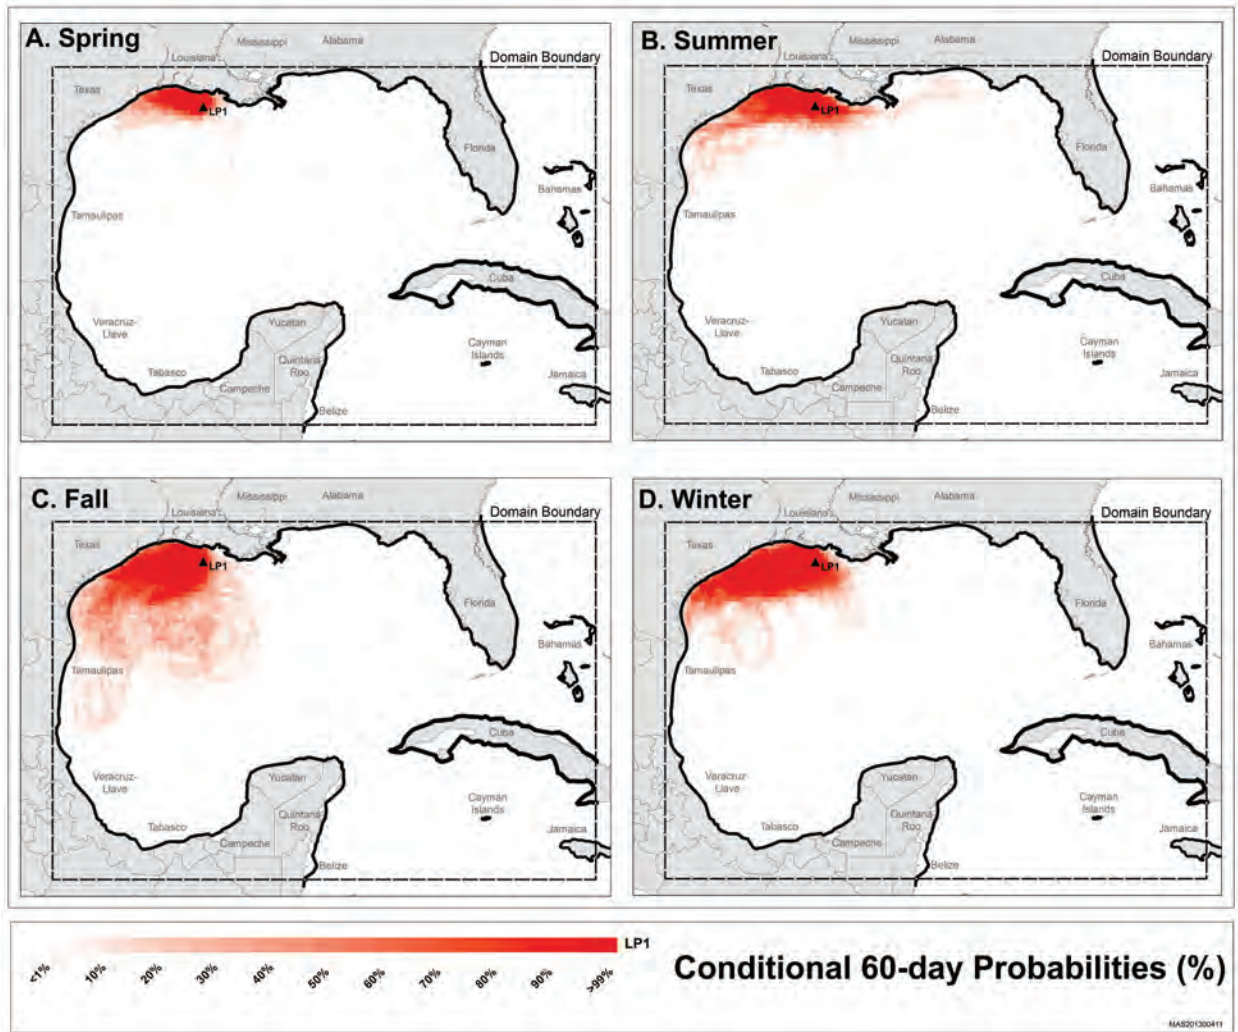 A. Spring
Mississippi
Alabama
Louisiana
Domain Boundary
Texas
LP1
Florida
Bahamas
Tamaulipas
Cuba
Veracruz-
Llave
Yucatan
Cayman
Islands
Quintana
Roo
Tabasco
Campeche
Jamaica
Belize
B. Summer
Mississippi
Alabama
Louisiana
Domain Boundary
Texas
LP1
Florida
Bahamas
Tamaulipas
Cuba
Veracruz-
Llave
Yucatan
Cayman
Islands
Quintana
Roo
Tabasco
Campeche
Jamaica
Belize
C. Fall
Mississippi
Alabama
Louisiana
Domain Boundary
Texas
LP1
Florida
Bahamas
Tamaulipas
Cuba
Veracruz-
Llave
Yucatan
Cayman
Islands
Quintana
Roo
Tabasco
Campeche
Jamaica
Belize
D. Winter
Mississippi
Alabama
Louisiana
Domain Boundary
Texas
LP1
Florida
Bahamas
Tamaulipas
Cuba
Veracruz-
Llave
Yucatan
Cayman
Islands
Quintana
Roo
Tabasco
Campeche
Jamaica
Belize
LP1
<1% 10% 20% 30% 40% 50% 60% 70% 80% 90% >99%
Conditional 60-day Probabilities (%)
MAS201300411